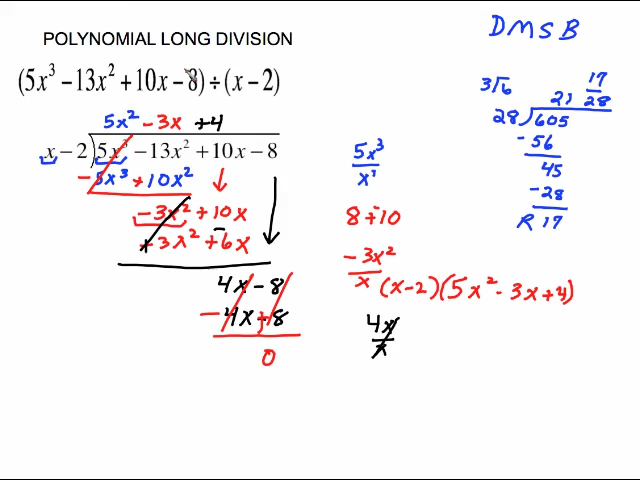 POLYNOMIAL LONG DIVISION
(5x³ − 13x² + 10x − 8) ÷ (x − 2)
5x² − 3x + 4
x − 2)5x³ − 13x² + 10x − 8
− 5x³ + 10x²
− 3x² + 10x
+ 3x² − 6x
4x − 8
− 4x + 8
0
5x³
x¹
8 + −10
− 3x²
x
(x − 2)(5x² − 3x + 4)
4x
x
DMSB
3√6
17
21 28
28)605
− 56
45
− 28
R 17